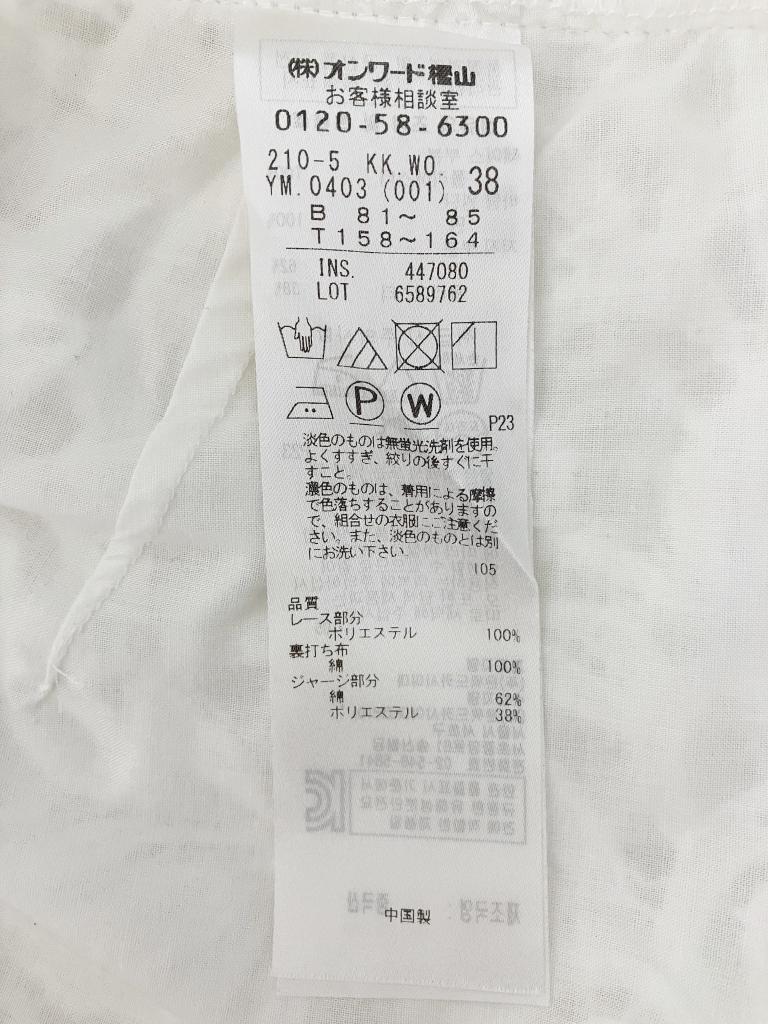 (株)オンワード樫山
お客様相談室
0120-58-6300
210-5 KK.WO.
YM.0403 (001) 38
B 81～ 85
T158～164
INS. 447080
LOT 6589762
P W
P23
淡色のものは無蛍光洗剤を使用。
よくすすぎ、絞りの後すぐに干
すこと。
濃色のものは、着用による摩擦
で色落ちすることがありますの
で、組合せの衣服にご注意くだ
さい。また、淡色のものとは別
にお洗い下さい。
105
品質
レース部分
ポリエステル 100%
裏打ち布
綿 100%
ジャージ部分
綿 62%
ポリエステル 38%
中国製